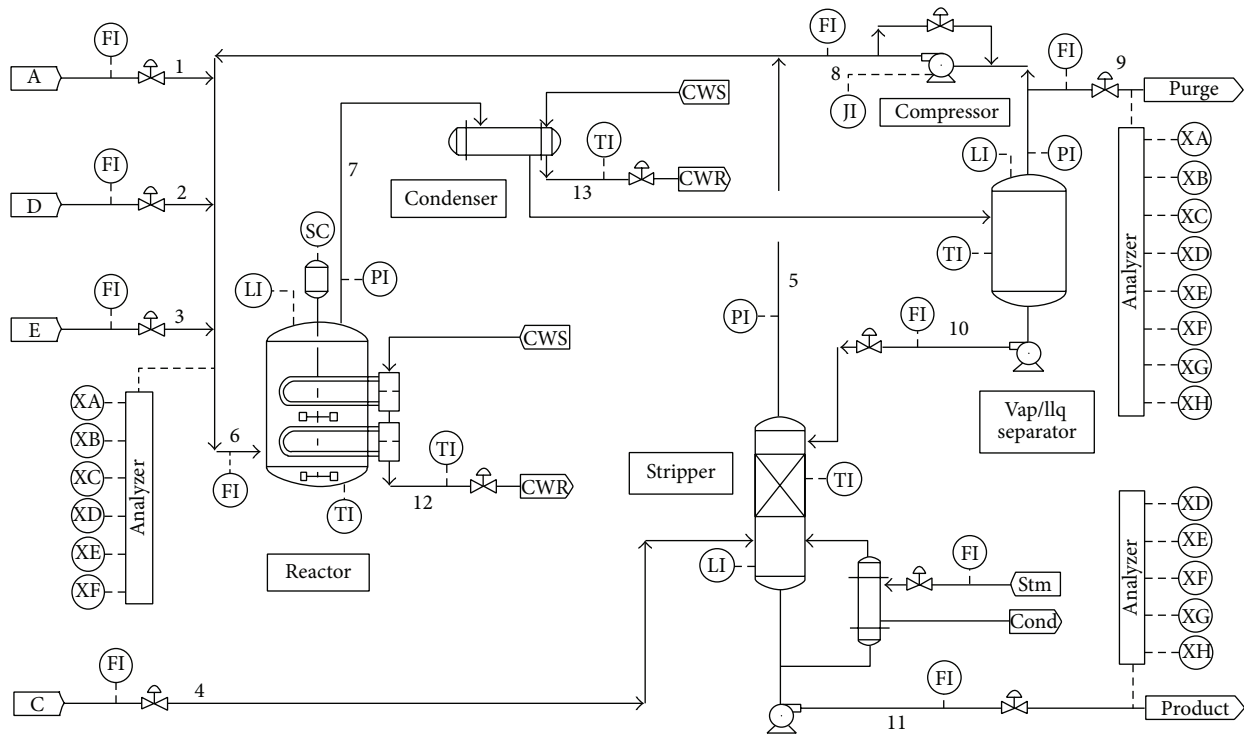 FI
A
1
FI
D
2
FI
E
3
XA
XB
XC
XD
XE
XF
Analyzer
6
FI
FI
C
4
7
SC
LI
PI
TI
Reactor
CWS
TI
12
CWR
CWS
TI
13
CWR
Condenser
FI
8
JI
Compressor
FI
9
Purge
LI
PI
TI
Vap/llq
separator
FI
10
5
PI
Stripper
TI
LI
FI
Stm
Cond
FI
11
Product
Analyzer
XA
XB
XC
XD
XE
XF
XG
XH
Analyzer
XD
XE
XF
XG
XH